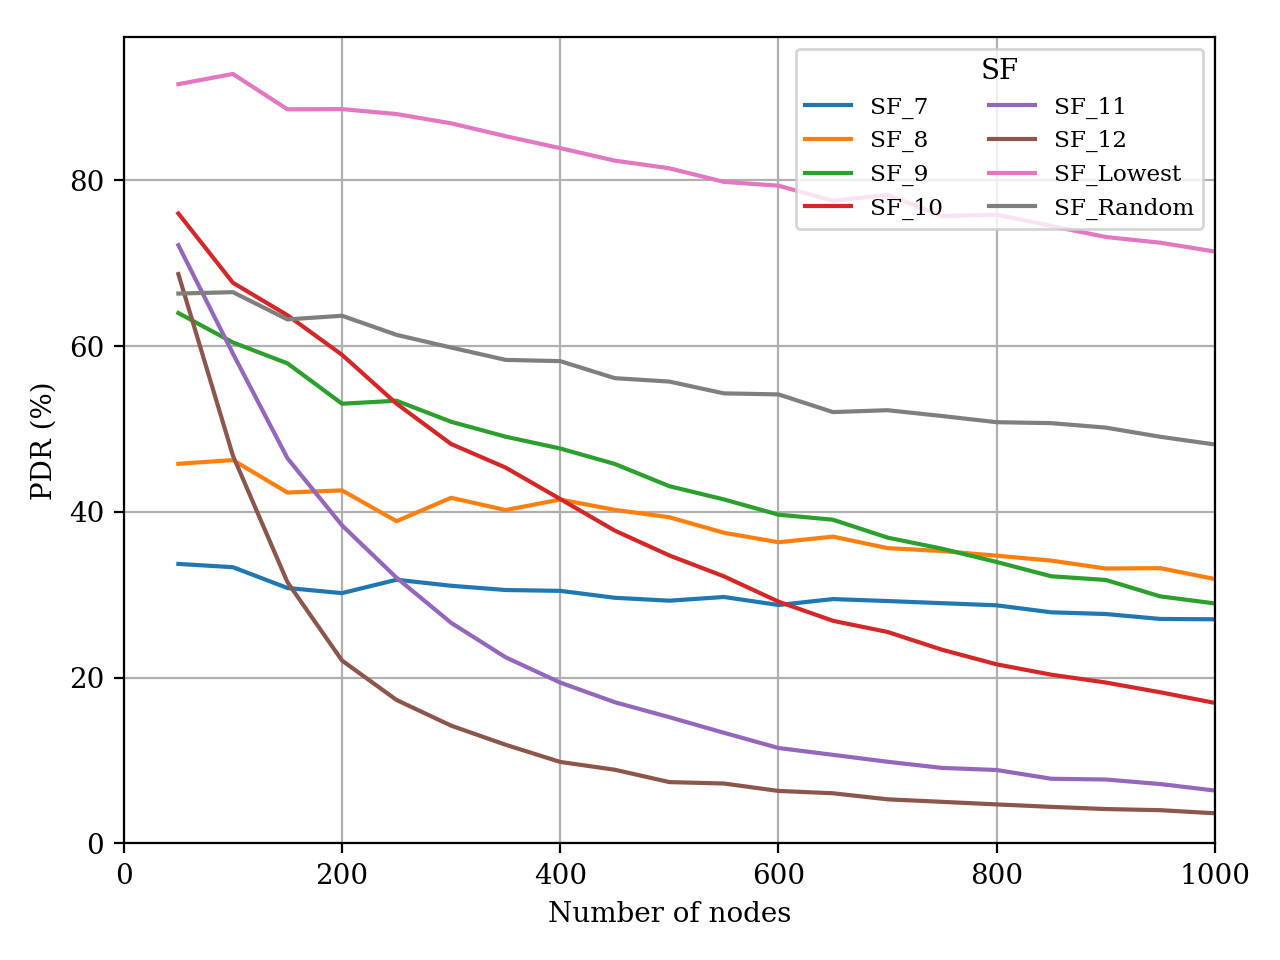 SF
SF_7
SF_8
SF_9
SF_10
SF_11
SF_12
SF_Lowest
SF_Random
PDR (%)
80
60
40
20
0
0 200 400 600 800 1000
Number of nodes